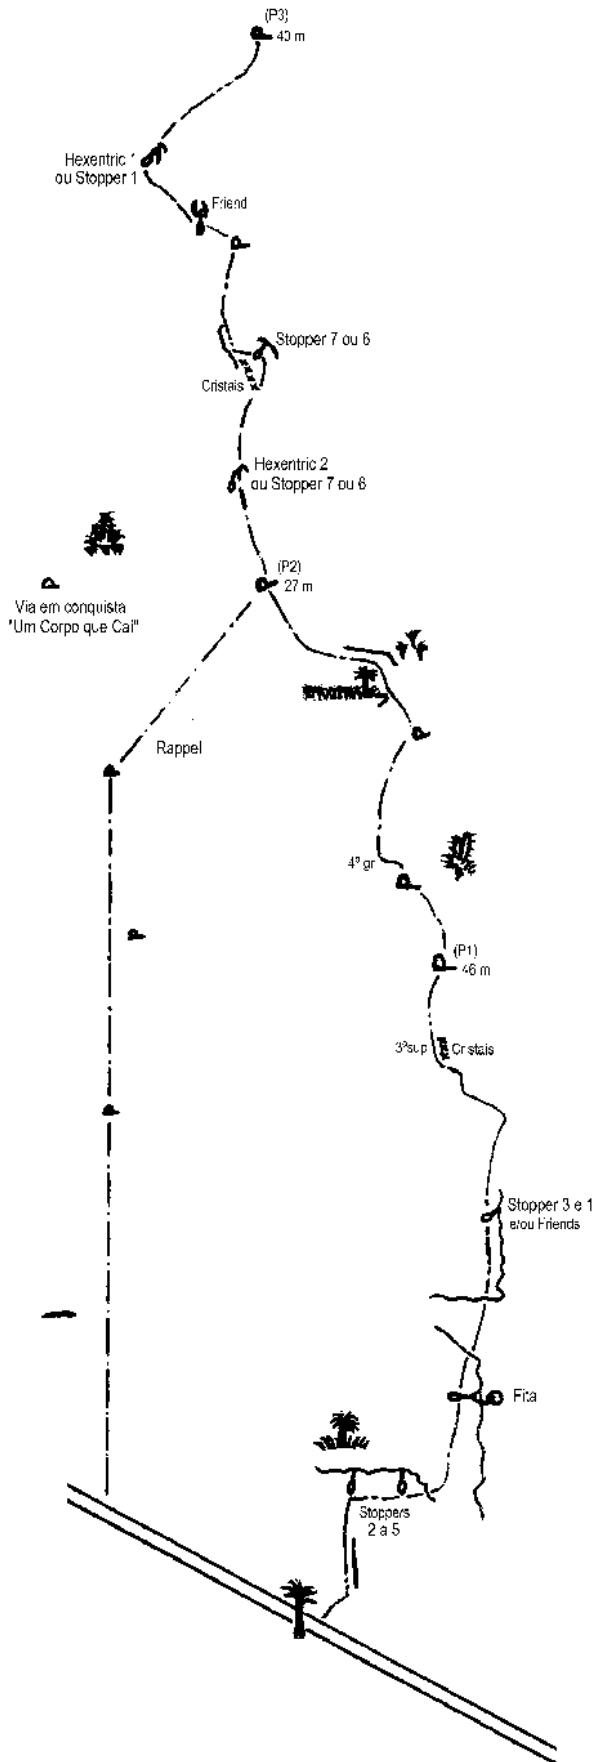 (P3)
40 m
Hexentric 1
ou Stopper 1
Friend
Stopper 7 ou 6
Cristais
Hexentric 2
ou Stopper 7 ou 6
(P2)
27 m
P
Via em conquista
"Um Corpo que Cai"
Rappel
4º gr
(P1)
46 m
3ºsup
Cristais
Stopper 3 e 1
e/ou Friends
Fita
Stoppers
2 a 5